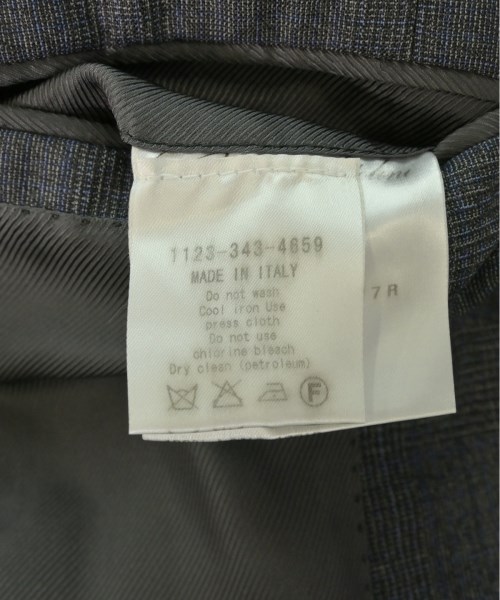 1123-343-4659
MADE IN ITALY
Do not wash
Cool iron Use
press cloth
Do not use
chlorine bleach
Dry clean (petroleum)
F
7R